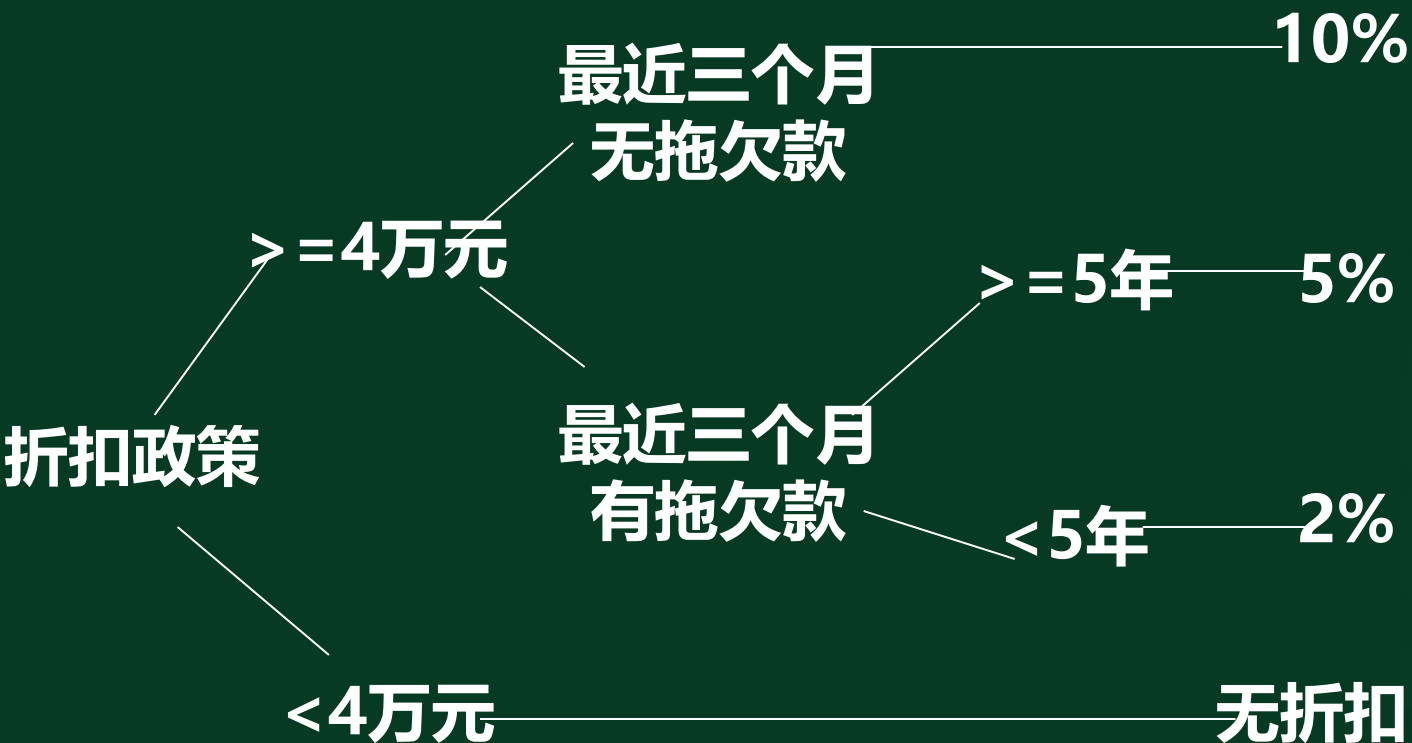 10%
最近三个月
无拖欠款
>=4万元
>=5年
5%
折扣政策
最近三个月
有拖欠款
<5年
2%
<4万元
无折扣